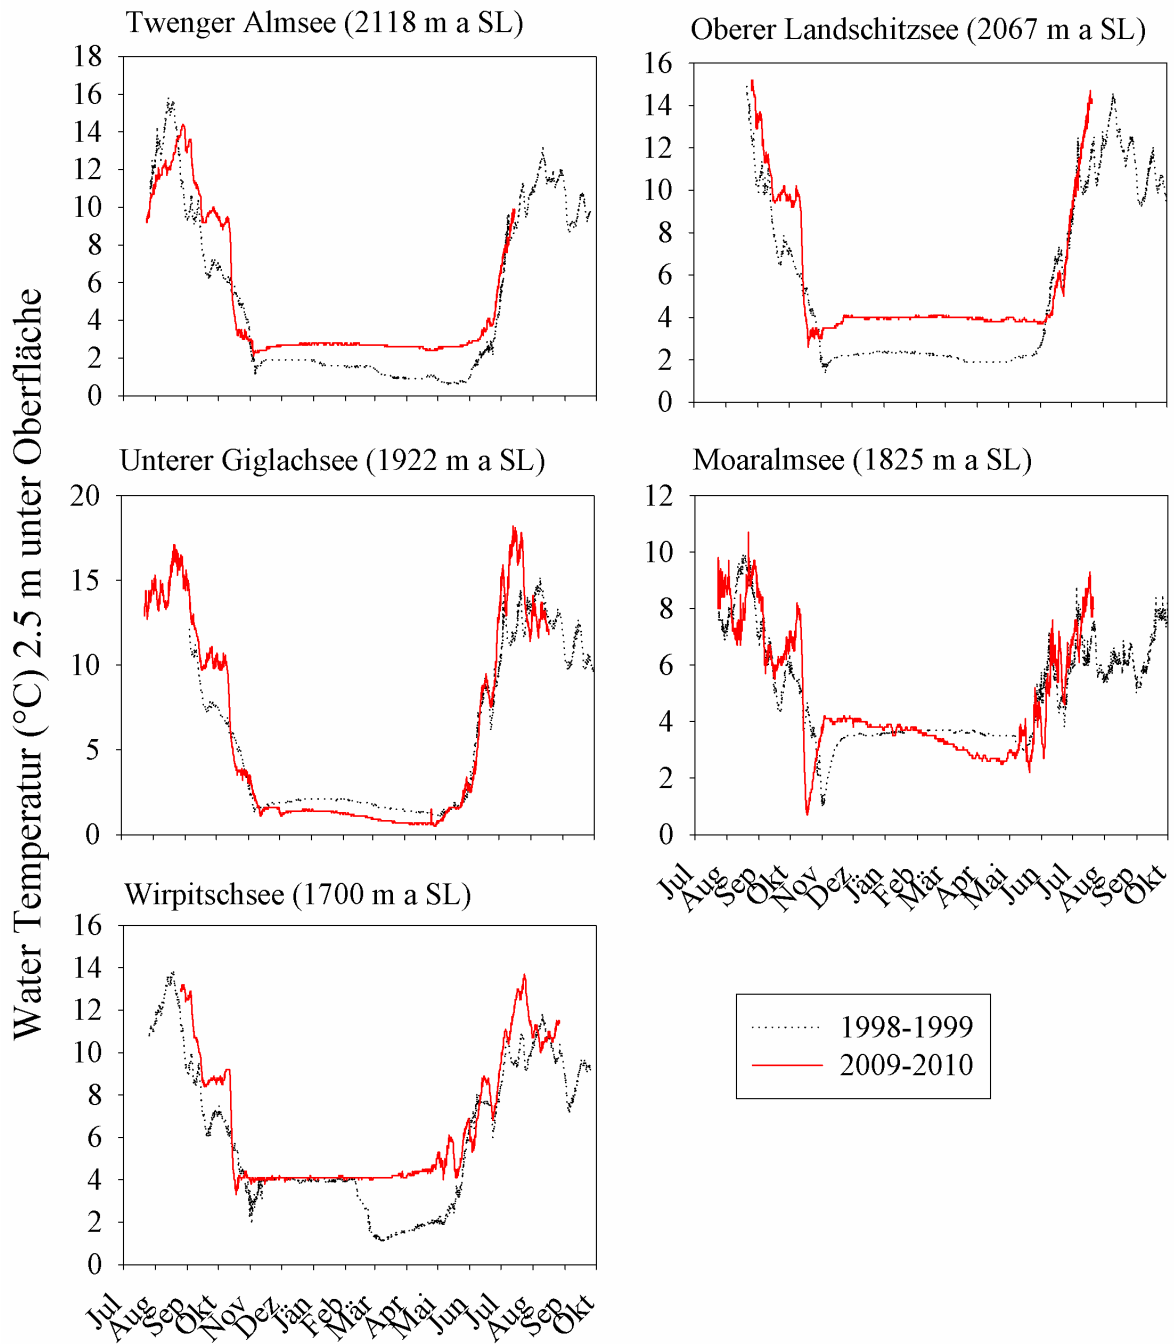 Twenger Almsee (2118 m a SL)
Oberer Landschitzsee (2067 m a SL)
18
16
14
12
10
8
6
4
2
0
16
14
12
10
8
6
4
2
0
Water Temperatur (°C) 2.5 m unter Oberfläche
Unterer Giglachsee (1922 m a SL)
Moaralmsee (1825 m a SL)
20
15
10
5
0
12
10
8
6
4
2
0
Jul
Aug
Sep
Okt
Nov
Dez
Jän
Feb
Mär
Apr
Mai
Jun
Jul
Aug
Sep
Okt
Wirpitschsee (1700 m a SL)
16
14
12
10
8
6
4
2
0
Jul
Aug
Sep
Okt
Nov
Dez
Jän
Feb
Mär
Apr
Mai
Jun
Jul
Aug
Sep
Okt
1998-1999
2009-2010